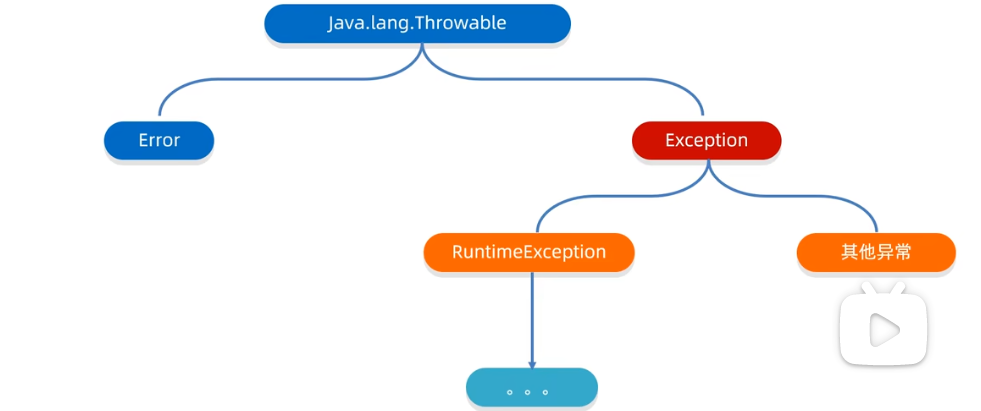 Java.lang.Throwable
Error
Exception
RuntimeException
其他异常
。。。